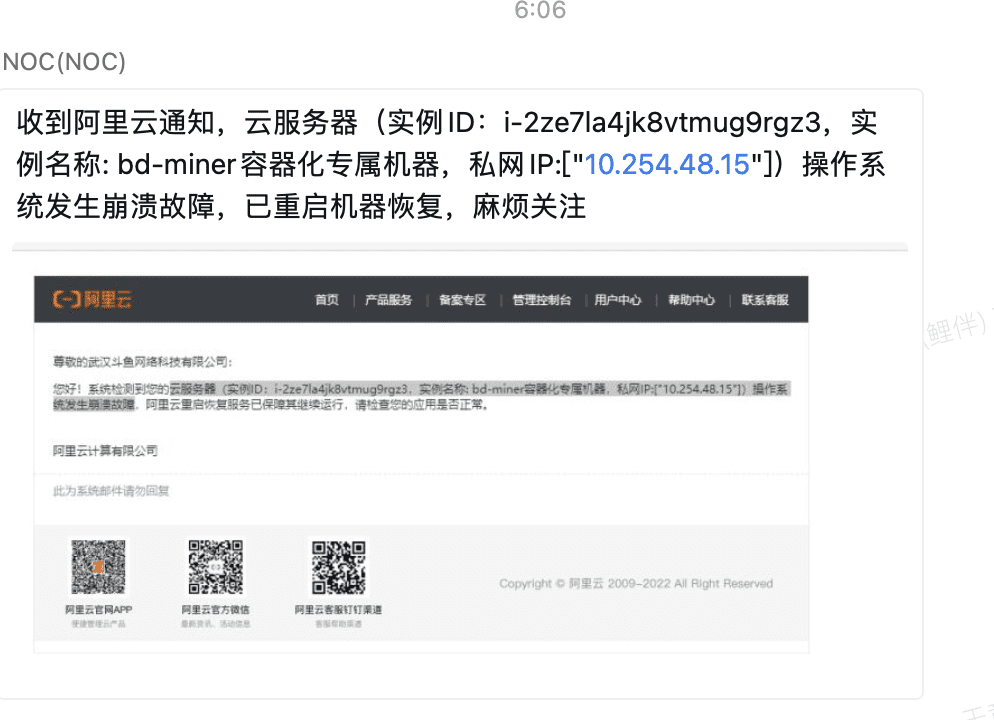 6:06
NOC(NOC)
收到阿里云通知，云服务器（实例ID：i-2ze7la4jk8vtmug9rgz3，实
例名称: bd-miner容器化专属机器，私网IP:["10.254.48.15"]）操作系
统发生崩溃故障，已重启机器恢复，麻烦关注
阿里云
首页 | 产品服务 | 备案专区 | 管理控制台 | 用户中心 | 帮助中心 | 联系客服
尊敬的武汉斗鱼网络科技有限公司:
您好！系统检测到您的云服务器（实例ID：i-2ze7la4jk8vtmug9rgz3，实例名称: bd-miner容器化专属机器，私网IP:["10.254.48.15"]）操作系
统发生崩溃故障，阿里云重启恢复服务已保障其继续运行，请检查您的应用是否正常。
阿里云计算有限公司
此为系统邮件请勿回复
阿里云官网APP 阿里云官方微信 阿里云客服钉钉渠道
便捷管理云产品 最新资讯、活动信息 客服帮助渠道
Copyright © 阿里云 2009-2022 All Right Reserved
(鲤伴)